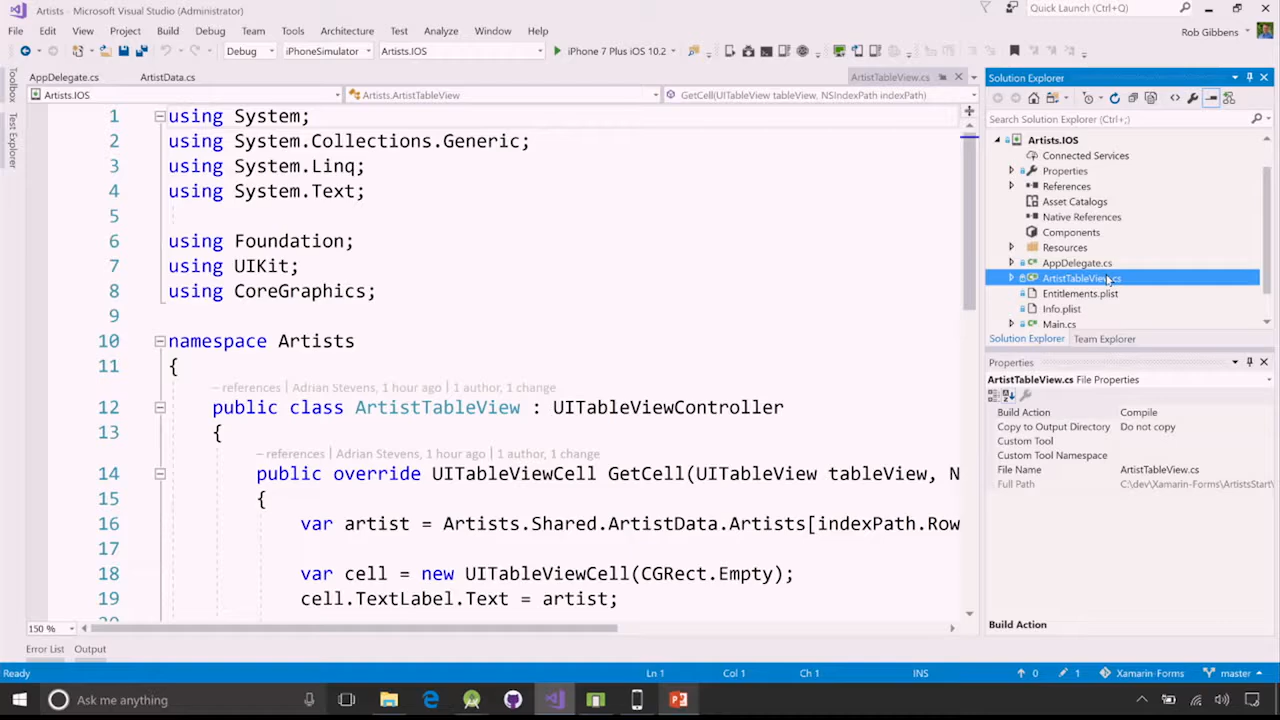 Artists - Microsoft Visual Studio (Administrator)
Quick Launch (Ctrl+Q)
File Edit View Project Build Debug Team Tools Architecture Test Analyze Window Help
Rob Gibbens
Debug iPhoneSimulator Artists.IOS iPhone 7 Plus iOS 10.2
Toolbox
Test Explorer
AppDelegate.cs ArtistData.cs ArtistTableView.cs
Artists.IOS Artists.ArtistTableView GetCell(UITableView tableView, NSIndexPath indexPath)
1 using System;
2 using System.Collections.Generic;
3 using System.Linq;
4 using System.Text;
5
6 using Foundation;
7 using UIKit;
8 using CoreGraphics;
9
10 namespace Artists
11 {
– references | Adrian Stevens, 1 hour ago | 1 author, 1 change
12 public class ArtistTableView : UITableViewController
13 {
– references | Adrian Stevens, 1 hour ago | 1 author, 1 change
14 public override UITableViewCell GetCell(UITableView tableView, N
15 {
16 var artist = Artists.Shared.ArtistData.Artists[indexPath.Row
17
18 var cell = new UITableViewCell(CGRect.Empty);
19 cell.TextLabel.Text = artist;
150 %
Solution Explorer
Search Solution Explorer (Ctrl+;)
Artists.IOS
Connected Services
Properties
References
Asset Catalogs
Native References
Components
Resources
AppDelegate.cs
ArtistTableView.cs
Entitlements.plist
Info.plist
Main.cs
Solution Explorer Team Explorer
Properties
ArtistTableView.cs File Properties
Build Action Compile
Copy to Output Directory Do not copy
Custom Tool
Custom Tool Namespace
File Name ArtistTableView.cs
Full Path C:\dev\Xamarin-Forms\ArtistsStart\
Build Action
Error List Output
Ready Ln 1 Col 1 Ch 1 INS 0 1 Xamarin-Forms master
Ask me anything